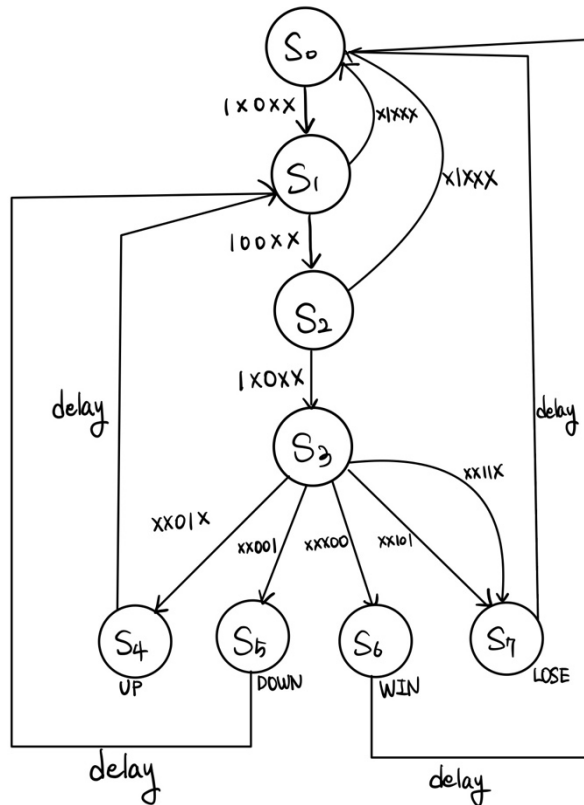 S0
1X0XX
X1XXX
S1
X1XXX
100XX
S2
1X0XX
delay
delay
S3
XX11X
XX01X
XX001
XXX00
XX101
S4
S5
S6
S7
UP
DOWN
WIN
LOSE
delay
delay